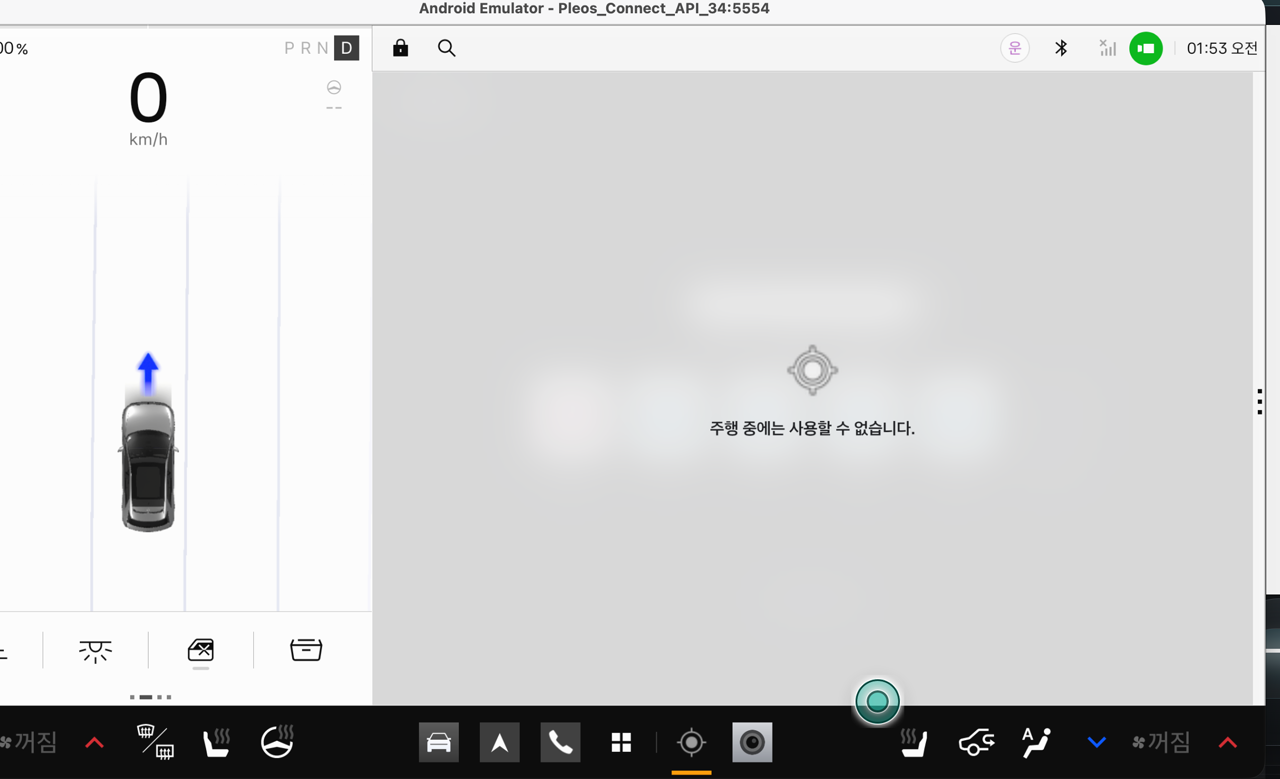 Android Emulator - Pleos_Connect_API_34:5554
00%
P R N D
운
01:53 오전
0
--
km/h
주행 중에는 사용할 수 없습니다.
꺼짐
A
꺼짐